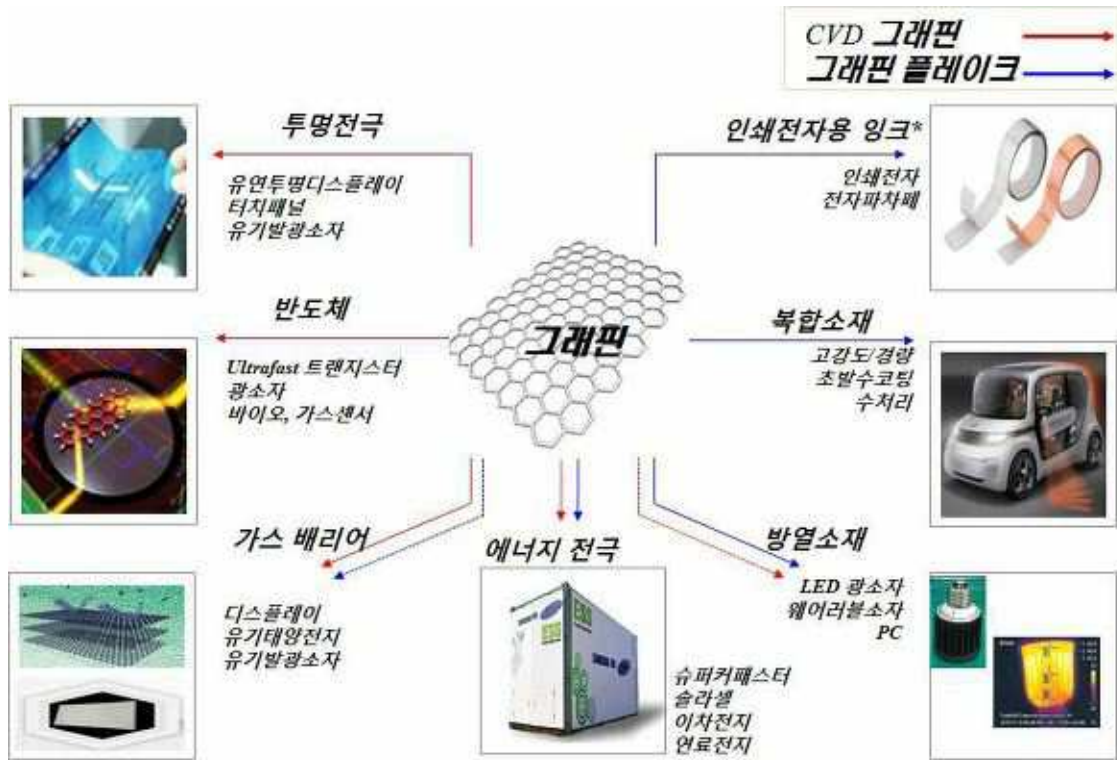 CVD 그래핀
그래핀 플레이크
투명전극
유연투명디스플레이
터치패널
유기발광소자
인쇄전자용 잉크*
인쇄전자
전자파차폐
그래핀
반도체
Ultrafast 트랜지스터
광소자
바이오, 가스센서
복합소재
고강도/경량
초발수코팅
수처리
가스 배리어
디스플레이
유기태양전지
유기발광소자
에너지 전극
슈퍼커패스터
솔라셀
이차전지
연료전지
방열소재
LED 광소자
웨어러블소자
PC